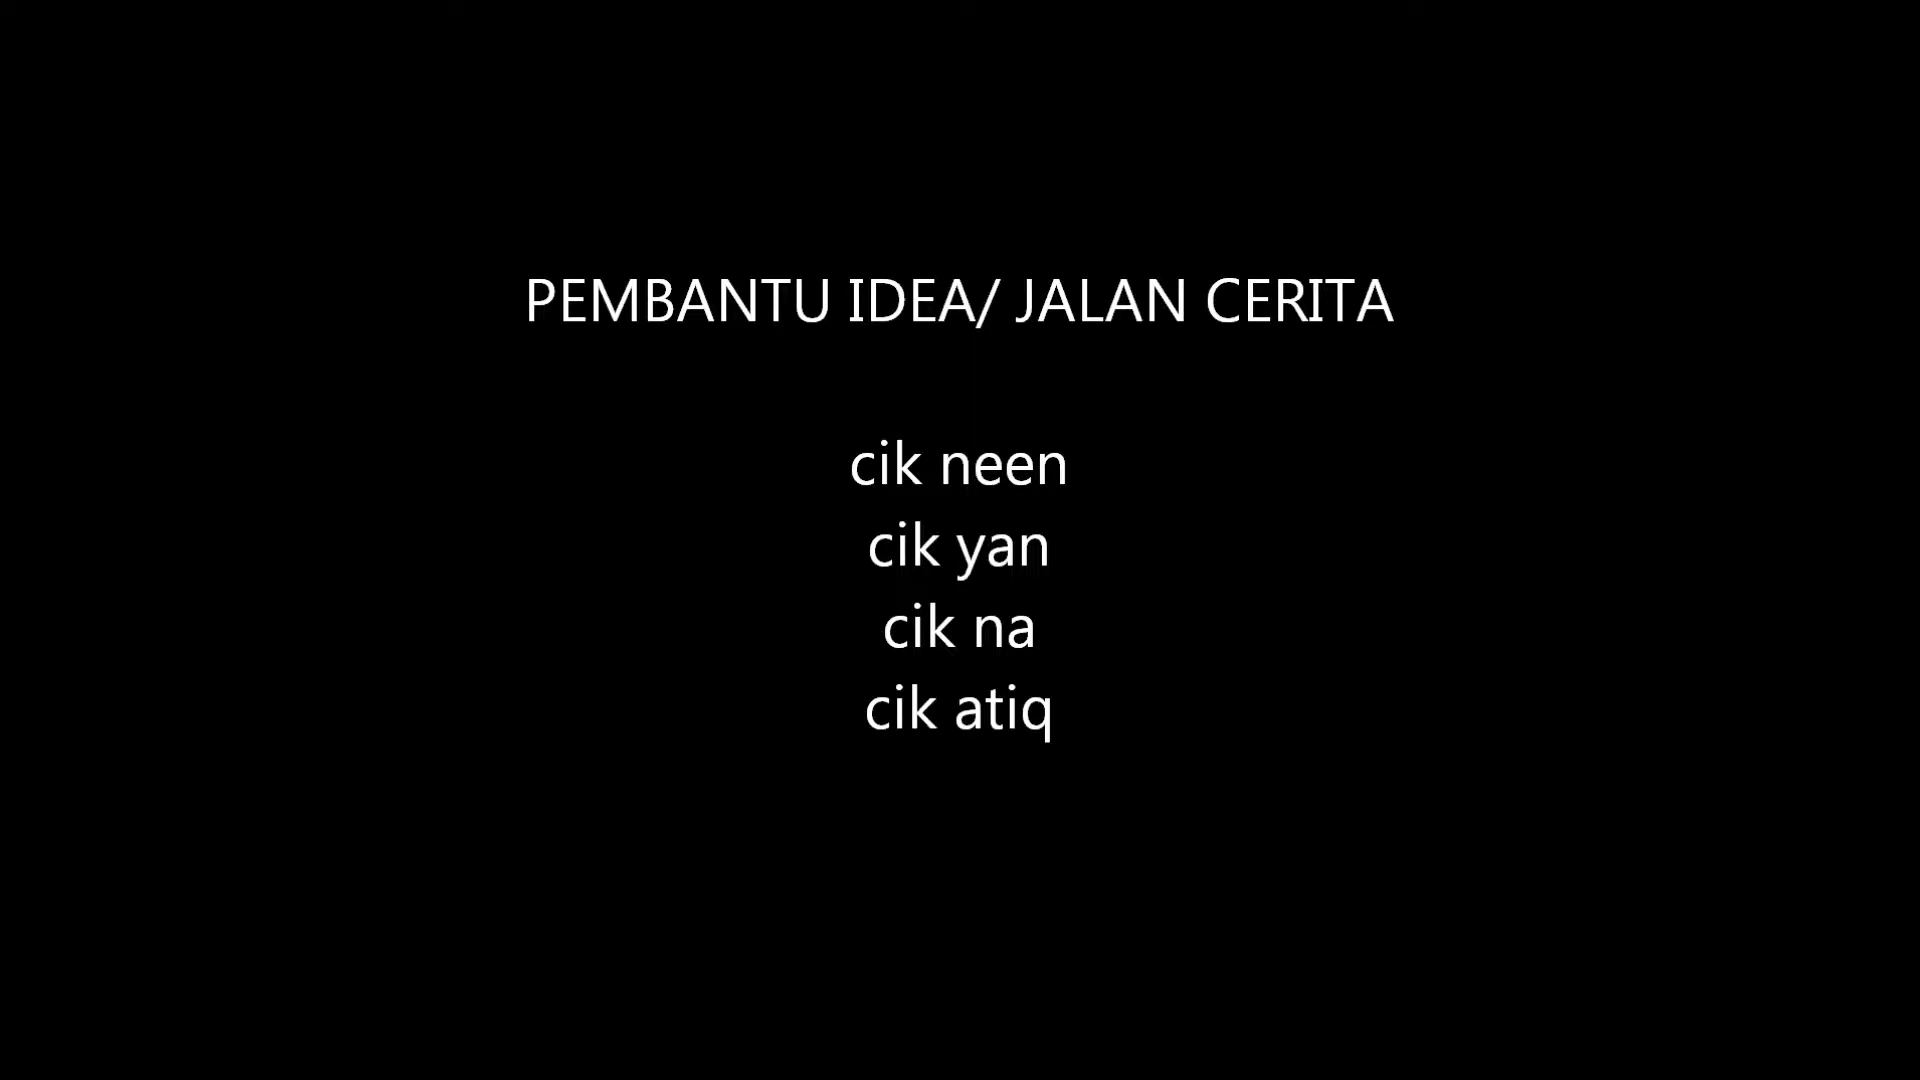 PEMBANTU IDEA/ JALAN CERITA
cik neen
cik yan
cik na
cik atiq